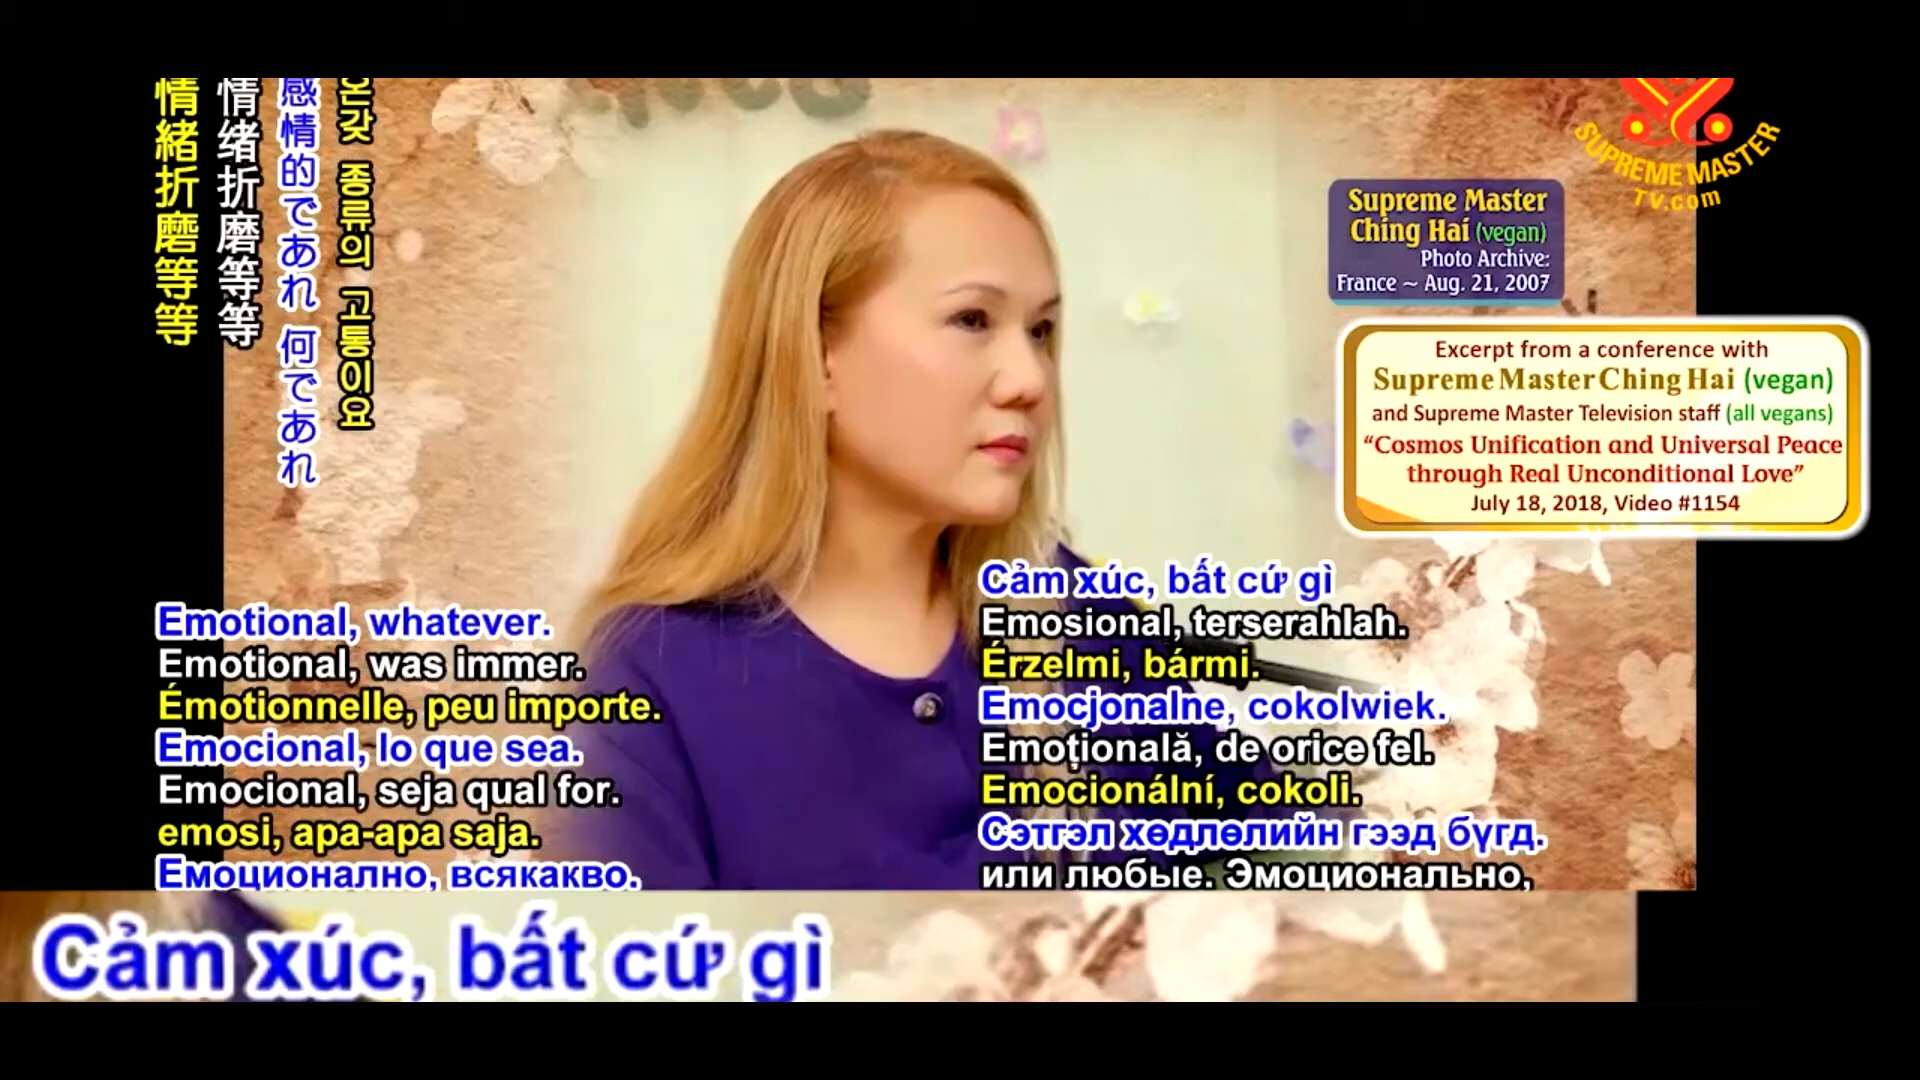 情緒折磨等等
情绪折磨等等
感情的であれ 何であれ
온갖 종류의 고통이요
SUPREME MASTER
TV.com
Supreme Master
Ching Hai (vegan)
Photo Archive:
France ~ Aug. 21, 2007
Excerpt from a conference with
Supreme Master Ching Hai (vegan)
and Supreme Master Television staff (all vegans)
“Cosmos Unification and Universal Peace
through Real Unconditional Love”
July 18, 2018, Video #1154
Emotional, whatever.
Emotional, was immer.
Émotionnelle, peu importe.
Emocional, lo que sea.
Emocional, seja qual for.
emosi, apa-apa saja.
Емоционално, всякакво.
Cảm xúc, bất cứ gì
Emosional, terserahlah.
Érzelmi, bármi.
Emocjonalne, cokolwiek.
Emoțională, de orice fel.
Emocionální, cokoli.
Сэтгэл хөдлөлийн гээд бүгд.
или любые. Эмоционально,
Cảm xúc, bất cứ gì